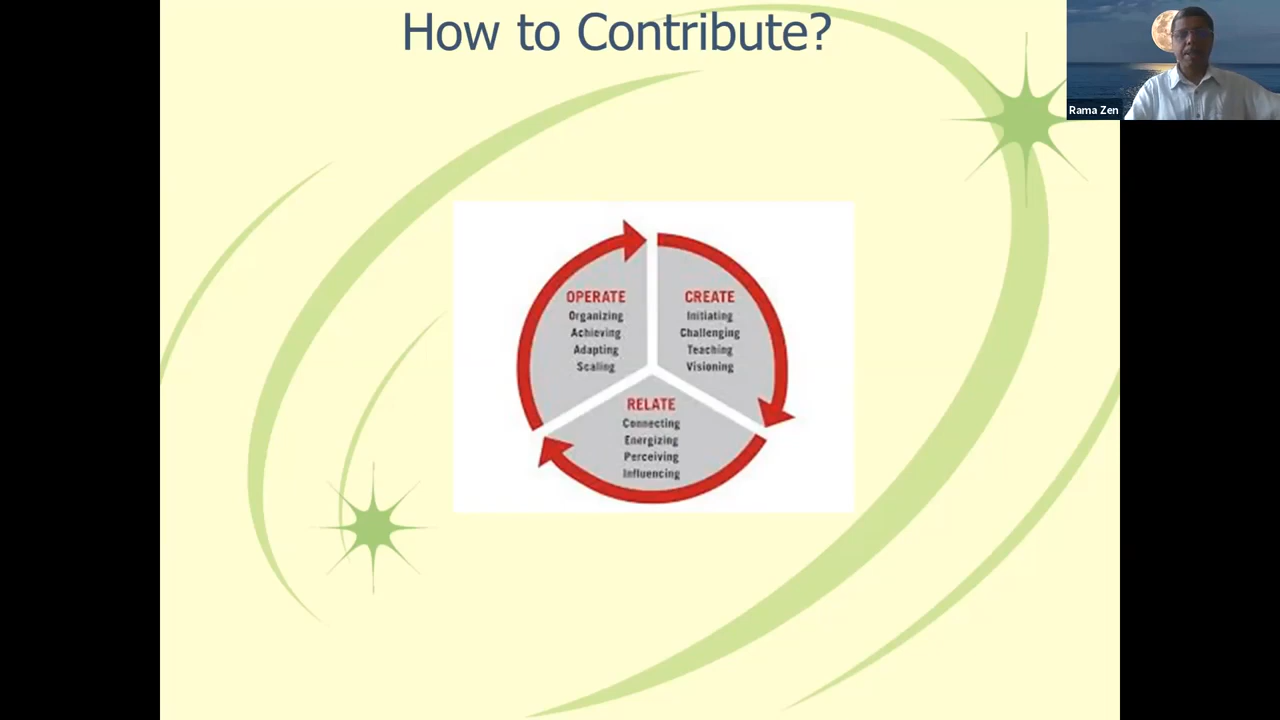 How to Contribute?
Rama Zen
OPERATE
Organizing
Achieving
Adapting
Scaling
CREATE
Initiating
Challenging
Teaching
Visioning
RELATE
Connecting
Energizing
Perceiving
Influencing